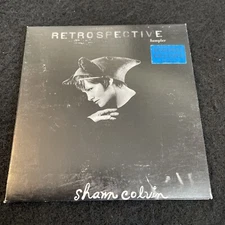 RETROSPECTIVE
Sampler
shawn colvin